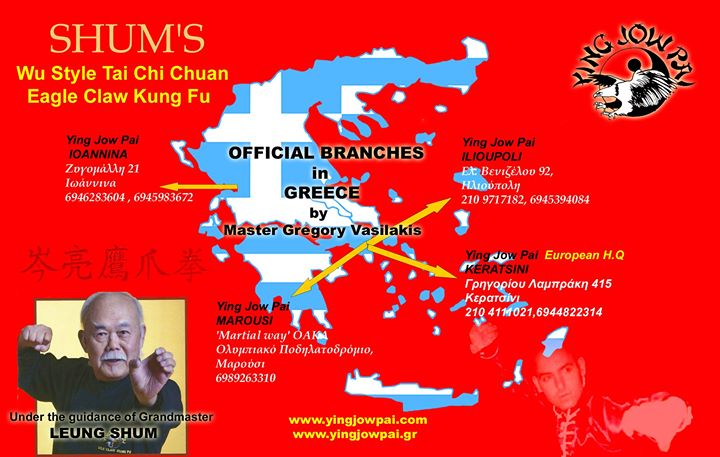 SHUM'S
Wu Style Tai Chi Chuan
Eagle Claw Kung Fu
YING JOW PAI
Ying Jow Pai
IOANNINA
Ζυγομάλλη 21
Ιωάννινα
6946283604 , 6945983672
OFFICIAL BRANCHES
in
GREECE
by
Master Gregory Vasilakis
Ying Jow Pai
ILIOUPOLI
Ελ. Βενιζέλου 92,
Ηλιούπολη
210 9717182, 6945394084
Ying Jow Pai European H.Q
KERATSINI
Γρηγορίου Λαμπράκη 415
Κερατσίνι
210 4111021,6944822314
岑亮鷹爪拳
Ying Jow Pai
MAROUSI
'Martial way' ΟΑΚΑ
Ολυμπιακό Ποδηλατοδρόμιο,
Μαρούσι
6989263310
Under the guidance of Grandmaster
LEUNG SHUM
www.yingjowpai.com
www.yingjowpai.gr